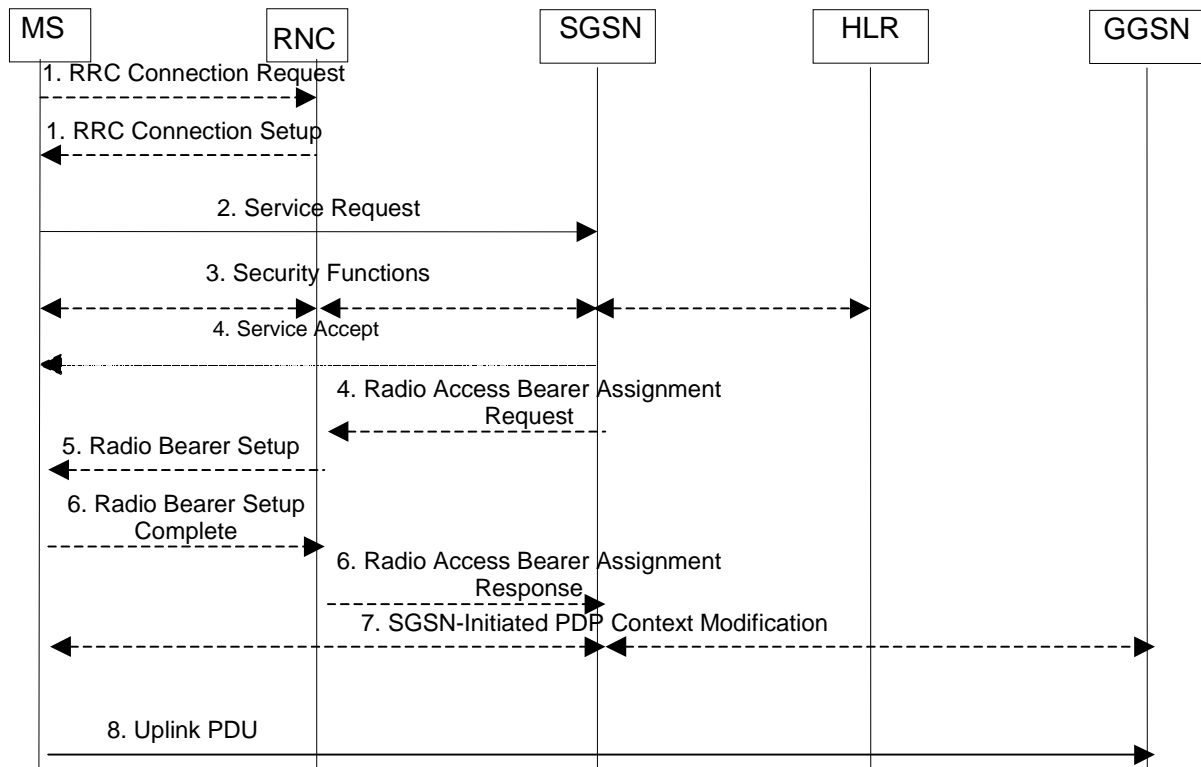 MS
RNC
SGSN
HLR
GGSN
1. RRC Connection Request
1. RRC Connection Setup
2. Service Request
3. Security Functions
4. Service Accept
4. Radio Access Bearer Assignment
Request
5. Radio Bearer Setup
6. Radio Bearer Setup
Complete
6. Radio Access Bearer Assignment
Response
7. SGSN-Initiated PDP Context Modification
8. Uplink PDU